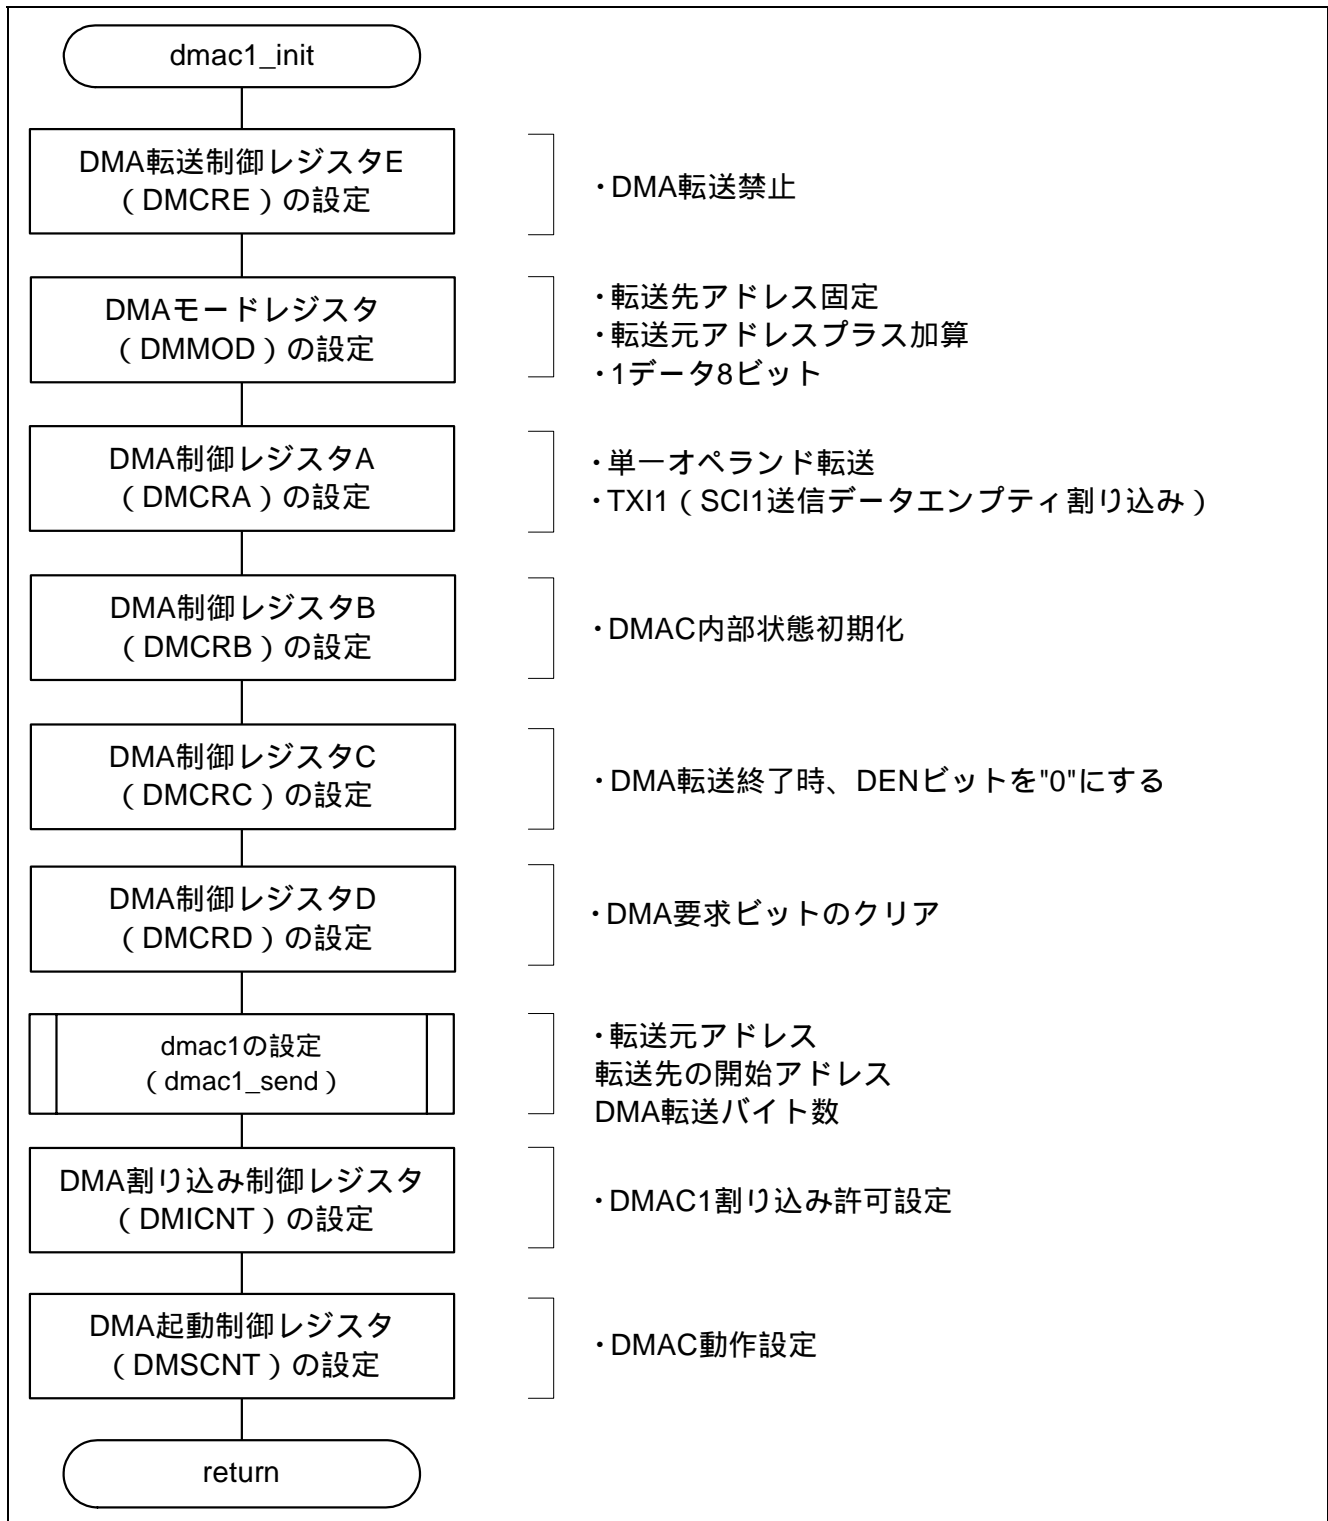 dmac1_init
DMA転送制御レジスタE
（DMCRE）の設定
・DMA転送禁止
DMAモードレジスタ
（DMMOD）の設定
・転送先アドレス固定
・転送元アドレスプラス加算
・1データ8ビット
DMA制御レジスタA
（DMCRA）の設定
・単一オペランド転送
・TXI1（SCI1送信データエンプティ割り込み）
DMA制御レジスタB
（DMCRB）の設定
・DMAC内部状態初期化
DMA制御レジスタC
（DMCRC）の設定
・DMA転送終了時、DENビットを"0"にする
DMA制御レジスタD
（DMCRD）の設定
・DMA要求ビットのクリア
dmac1の設定
（dmac1_send）
・転送元アドレス
転送先の開始アドレス
DMA転送バイト数
DMA割り込み制御レジスタ
（DMICNT）の設定
・DMAC1割り込み許可設定
DMA起動制御レジスタ
（DMSCNT）の設定
・DMAC動作設定
return